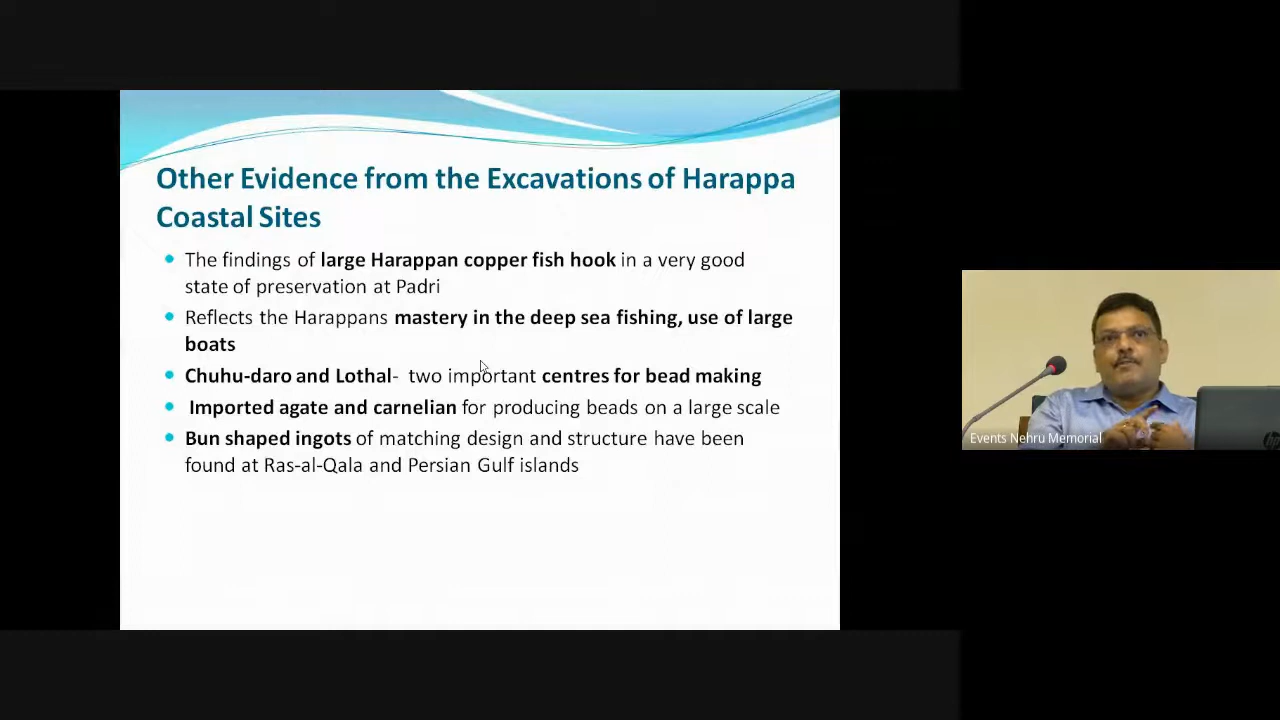 Other Evidence from the Excavations of Harappa
Coastal Sites
The findings of large Harappan copper fish hook in a very good
state of preservation at Padri
Reflects the Harappans mastery in the deep sea fishing, use of large
boats
Chuhu-daro and Lothal- two important centres for bead making
Imported agate and carnelian for producing beads on a large scale
Bun shaped ingots of matching design and structure have been
found at Ras-al-Qala and Persian Gulf islands
Events Nehru Memorial
hp